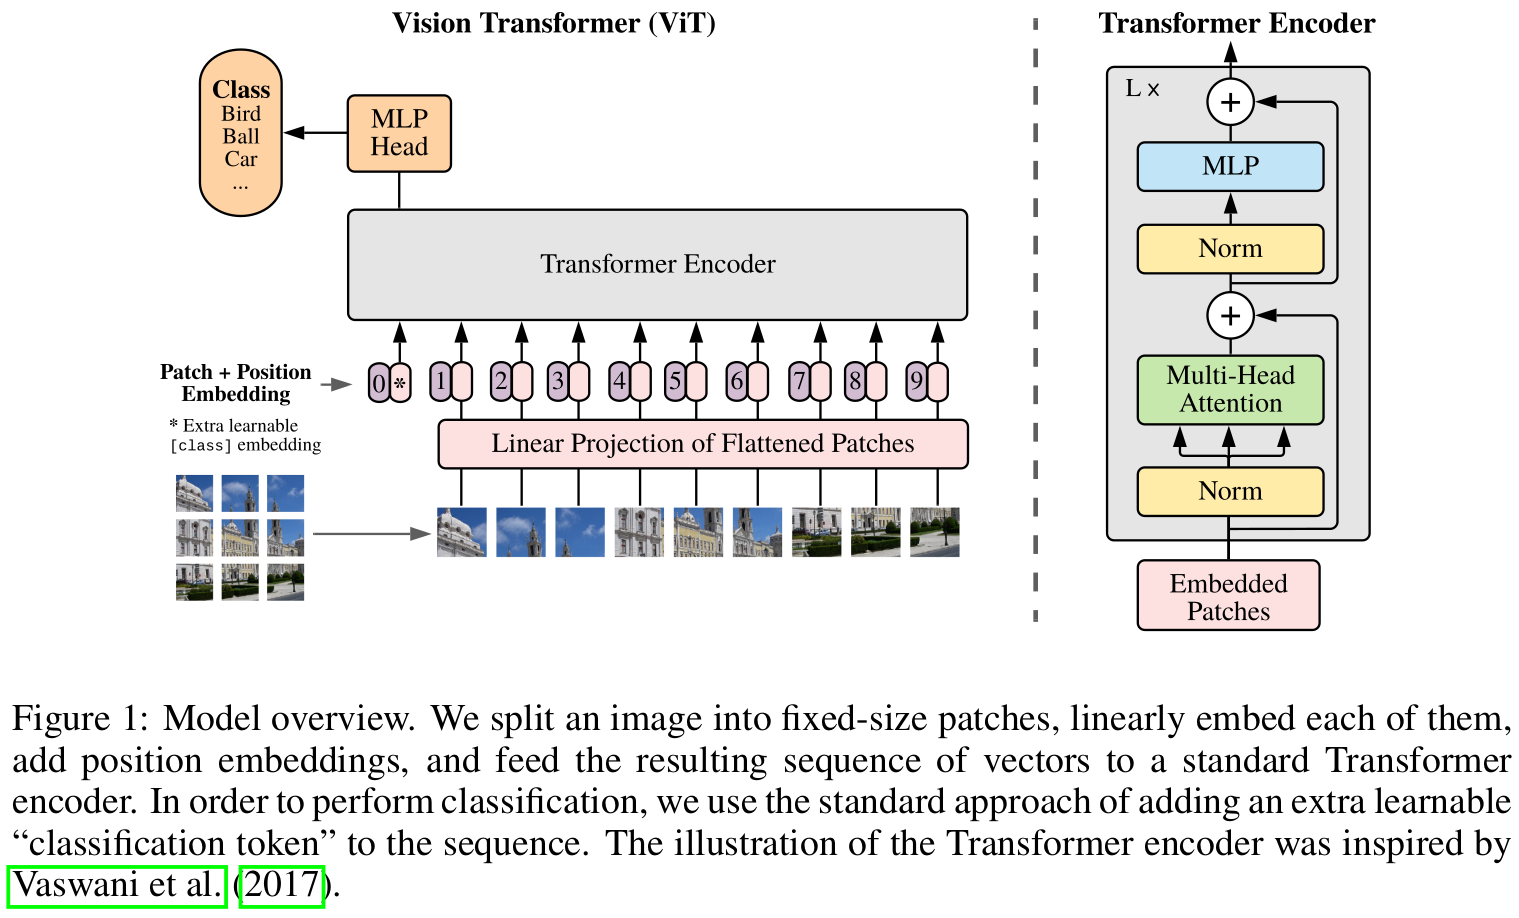 Vision Transformer (ViT)
Class
Bird
Ball
Car
...
MLP
Head
Transformer Encoder
Patch + Position
Embedding
* Extra learnable
[class] embedding
0 *
1
2
3
4
5
6
7
8
9
Linear Projection of Flattened Patches
Transformer Encoder
L x
+
MLP
Norm
+
Multi-Head
Attention
Norm
Embedded
Patches
Figure 1: Model overview. We split an image into fixed-size patches, linearly embed each of them,
add position embeddings, and feed the resulting sequence of vectors to a standard Transformer
encoder. In order to perform classification, we use the standard approach of adding an extra learnable
“classification token” to the sequence. The illustration of the Transformer encoder was inspired by
Vaswani et al. (2017).